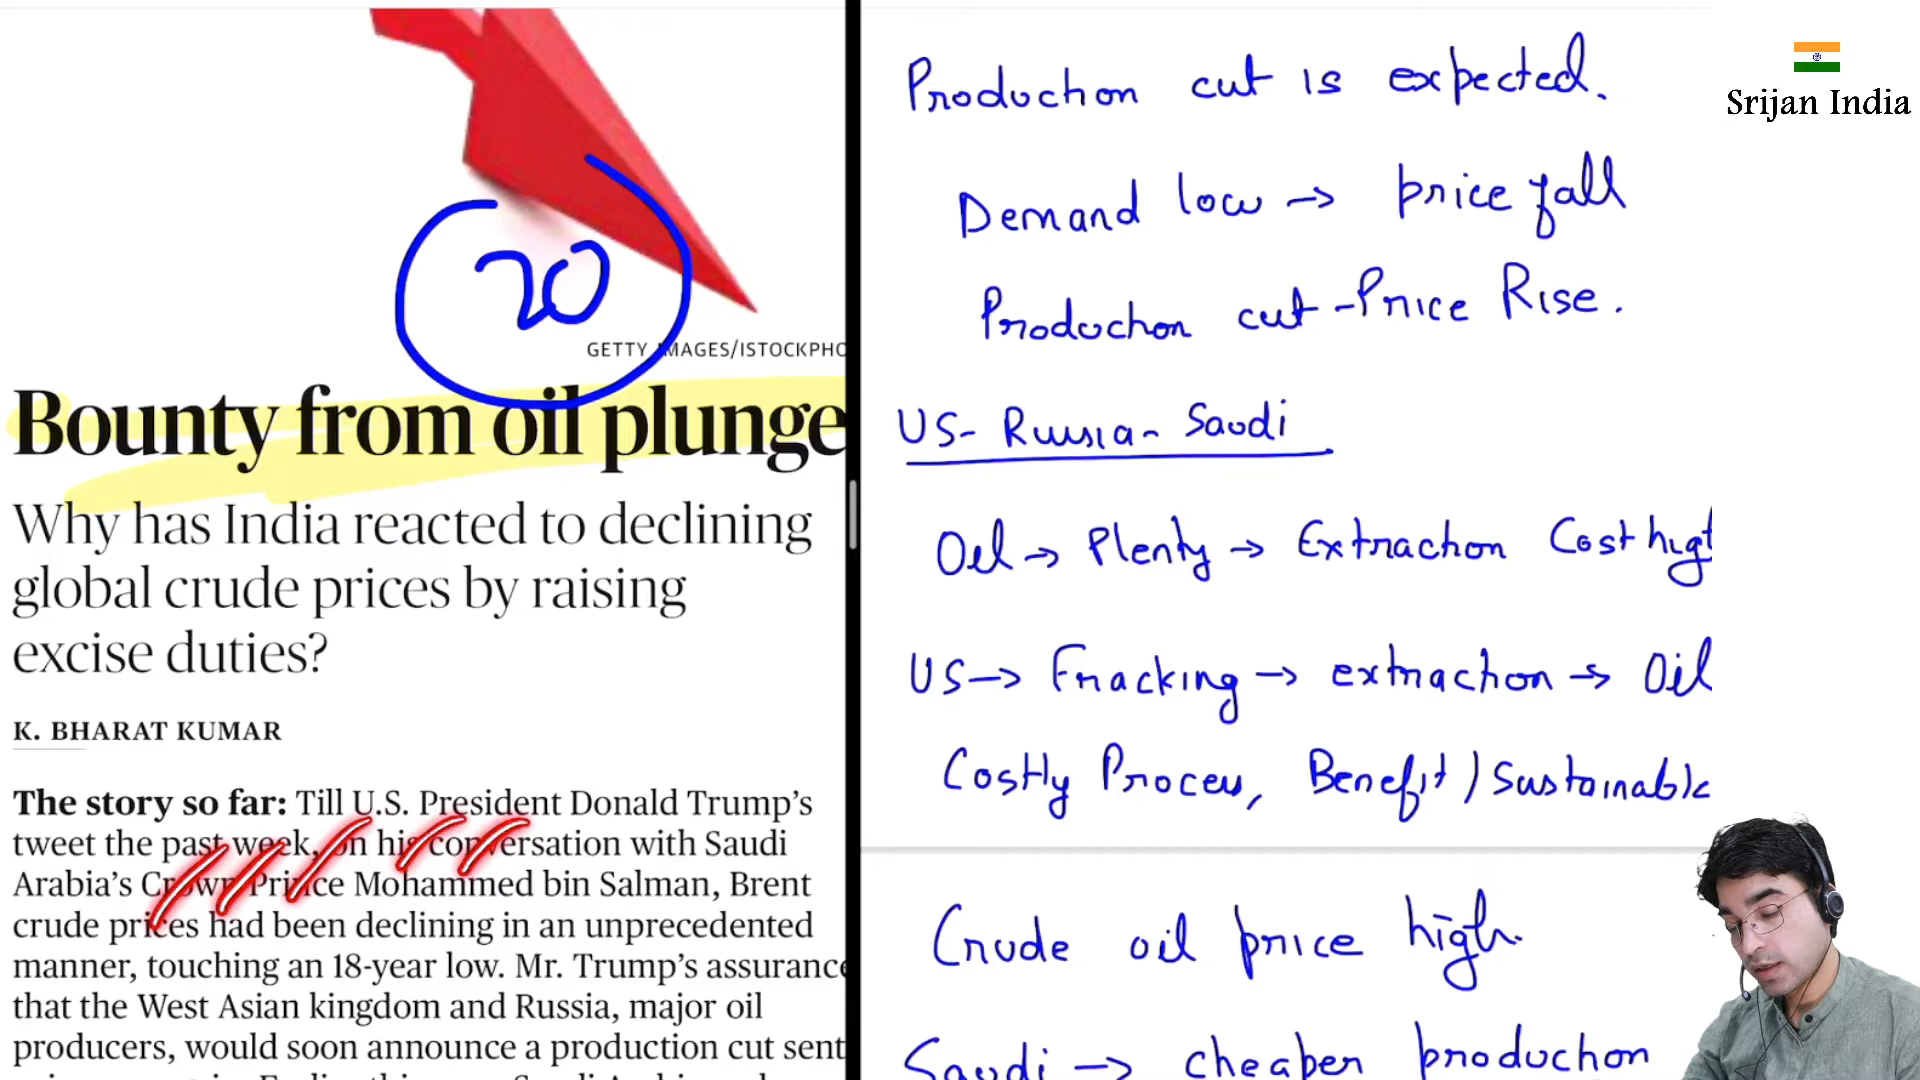 20
GETTY IMAGES/ISTOCKPHO
Bounty from oil plunge
Why has India reacted to declining
global crude prices by raising
excise duties?
K. BHARAT KUMAR
The story so far: Till U.S. President Donald Trump's
tweet the past week, on his conversation with Saudi
Arabia's Crown Prince Mohammed bin Salman, Brent
crude prices had been declining in an unprecedented
manner, touching an 18-year low. Mr. Trump's assurance
that the West Asian kingdom and Russia, major oil
producers, would soon announce a production cut sent
Production cut is expected.
Demand low → price fall
Production cut - Price Rise.
US- Russia- Saudi
Oil → Plenty → Extraction Cost high
US → Fracking → extraction → Oil
Costly Process, Benefit / Sustainable
Crude oil price high.
Saudi → cheaper production
Srijan India